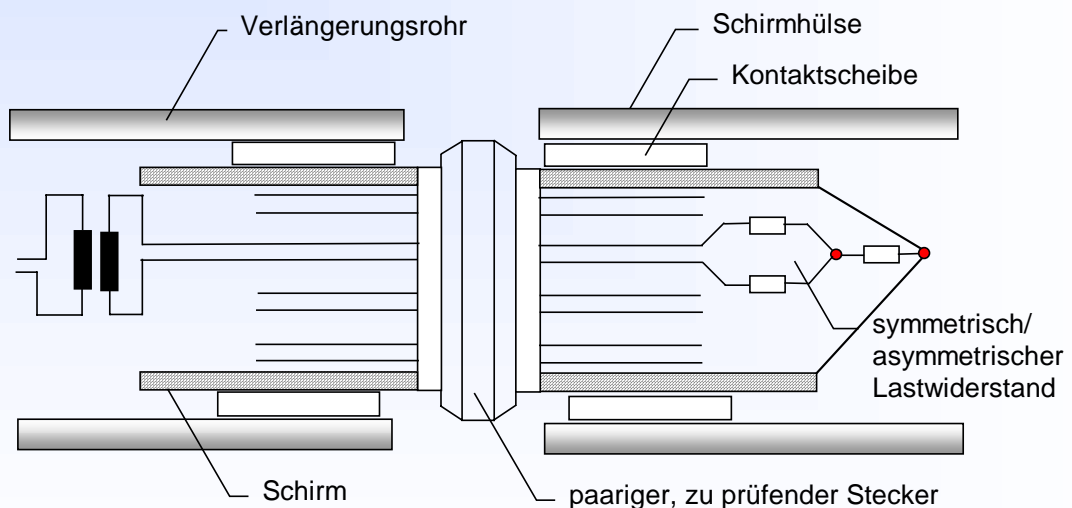 Verlängerungsrohr
Schirmhülse
Kontaktscheibe
symmetrisch/
asymmetrischer
Lastwiderstand
Schirm
paariger, zu prüfender Stecker